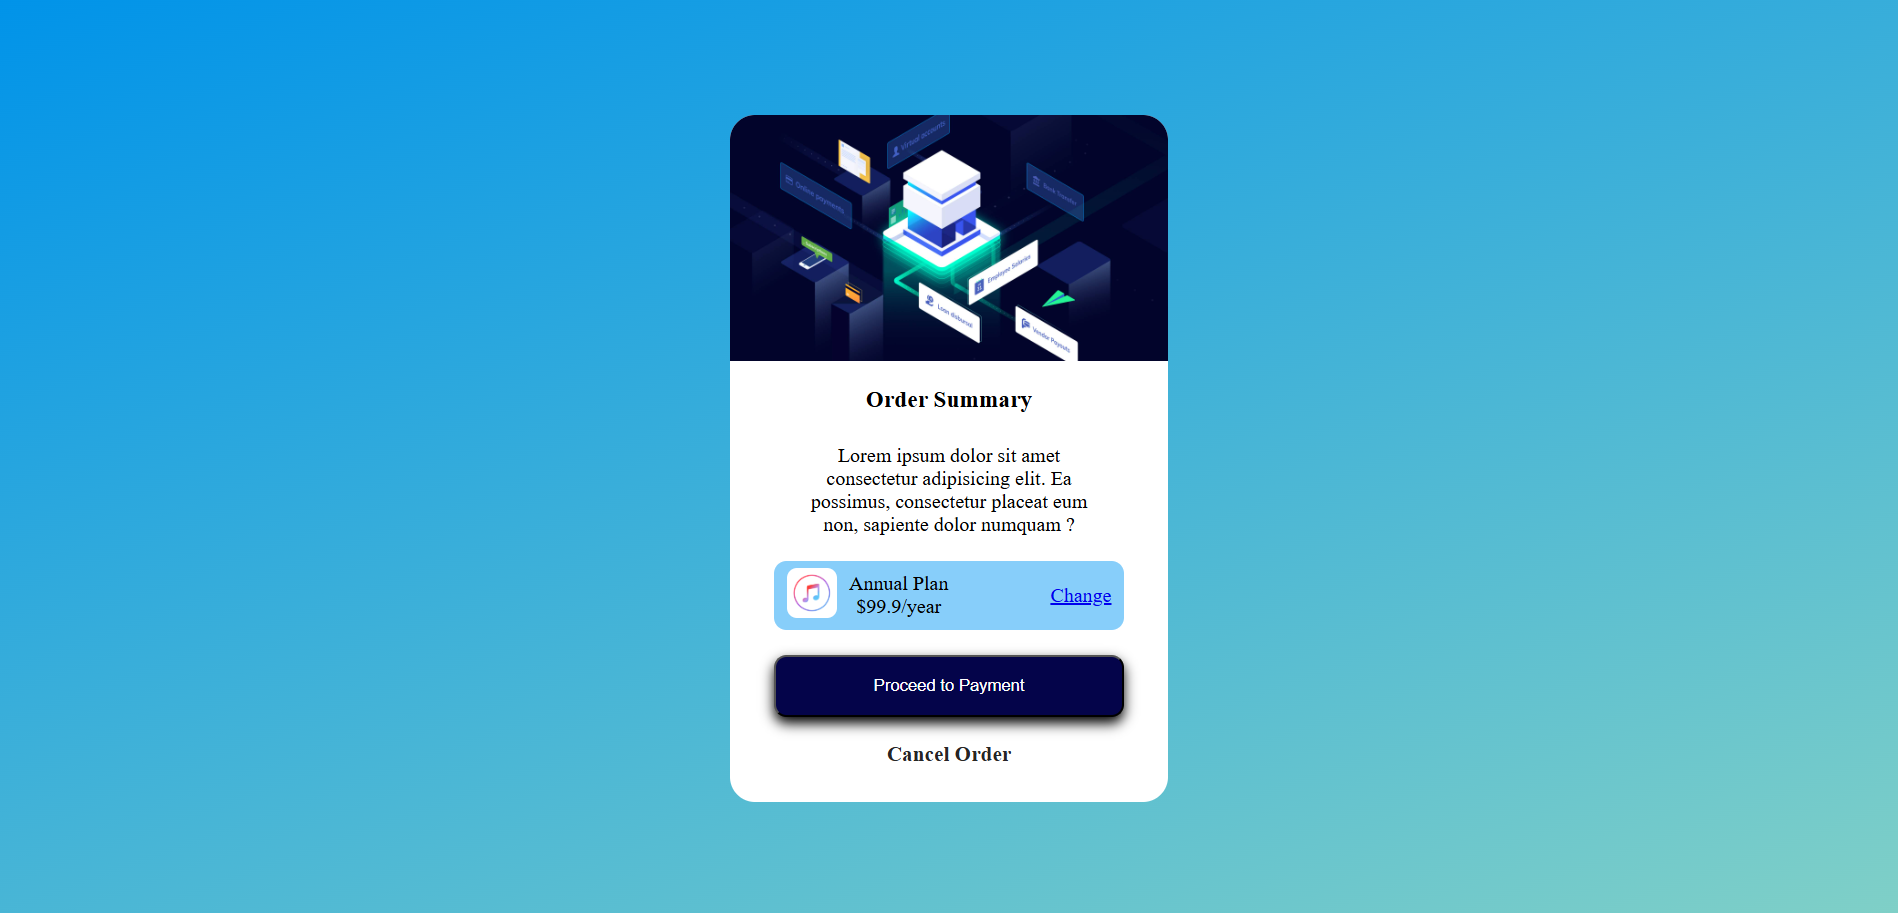 Virtual accounts
Online payments
Bank transfer
Employee Salaries
Loan disbursal
Vendor Payouts
Order Summary
Lorem ipsum dolor sit amet
consectetur adipisicing elit. Ea
possimus, consectetur placeat eum
non, sapiente dolor numquam ?
Annual Plan
$99.9/year
Change
Proceed to Payment
Cancel Order